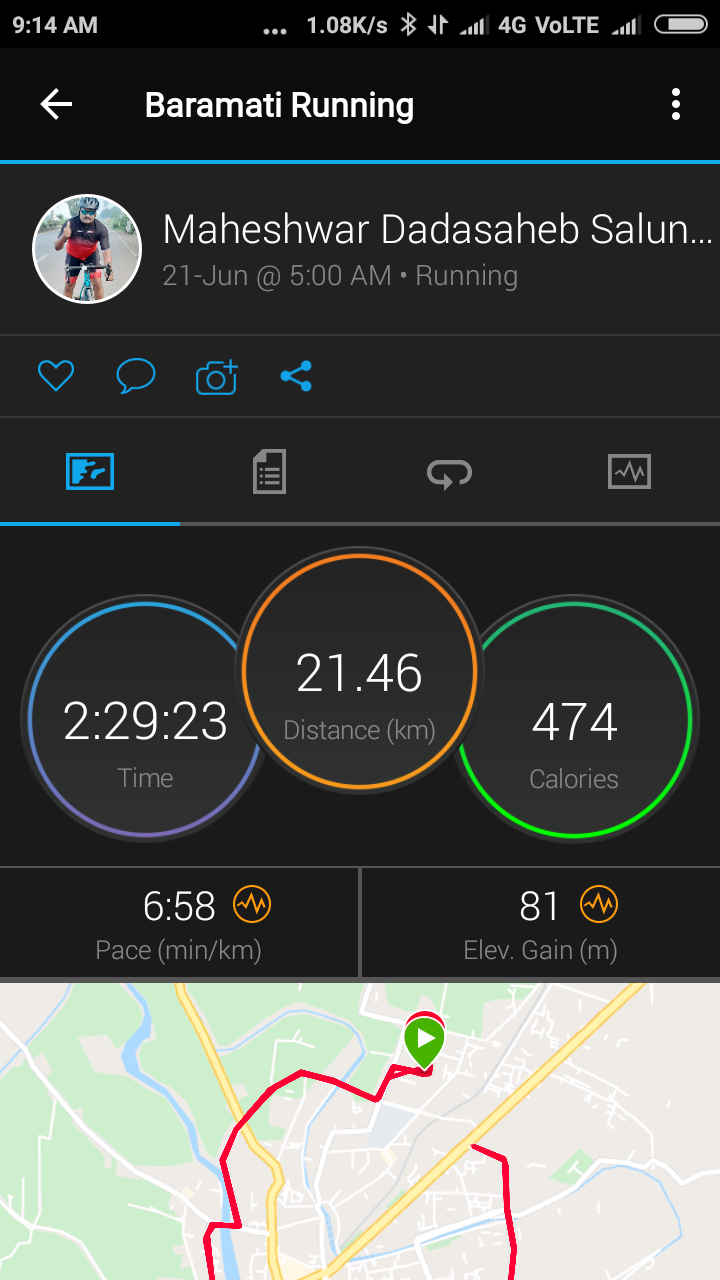 9:14 AM ... 1.08K/s 4G VoLTE
Baramati Running
Maheshwar Dadasaheb Salun...
21-Jun @ 5:00 AM • Running
21.46
Distance (km)
2:29:23
Time
474
Calories
6:58
Pace (min/km)
81
Elev. Gain (m)